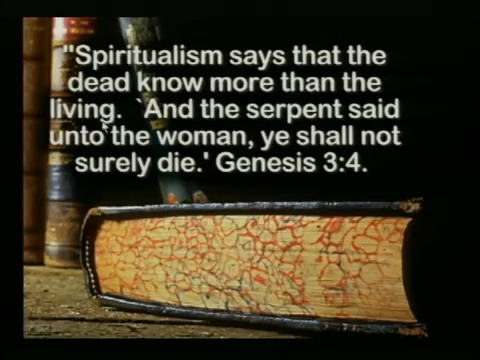 "Spiritualism says that the
dead know more than the
living. `And the serpent said
unto the woman, ye shall not
surely die.' Genesis 3:4.